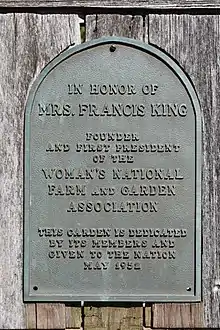 IN HONOR OF
MRS. FRANCIS KING
FOUNDER
AND FIRST PRESIDENT
OF THE
WOMAN'S NATIONAL
FARM AND GARDEN
ASSOCIATION
THIS GARDEN IS DEDICATED
BY ITS MEMBERS AND
GIVEN TO THE NATION
MAY 1952